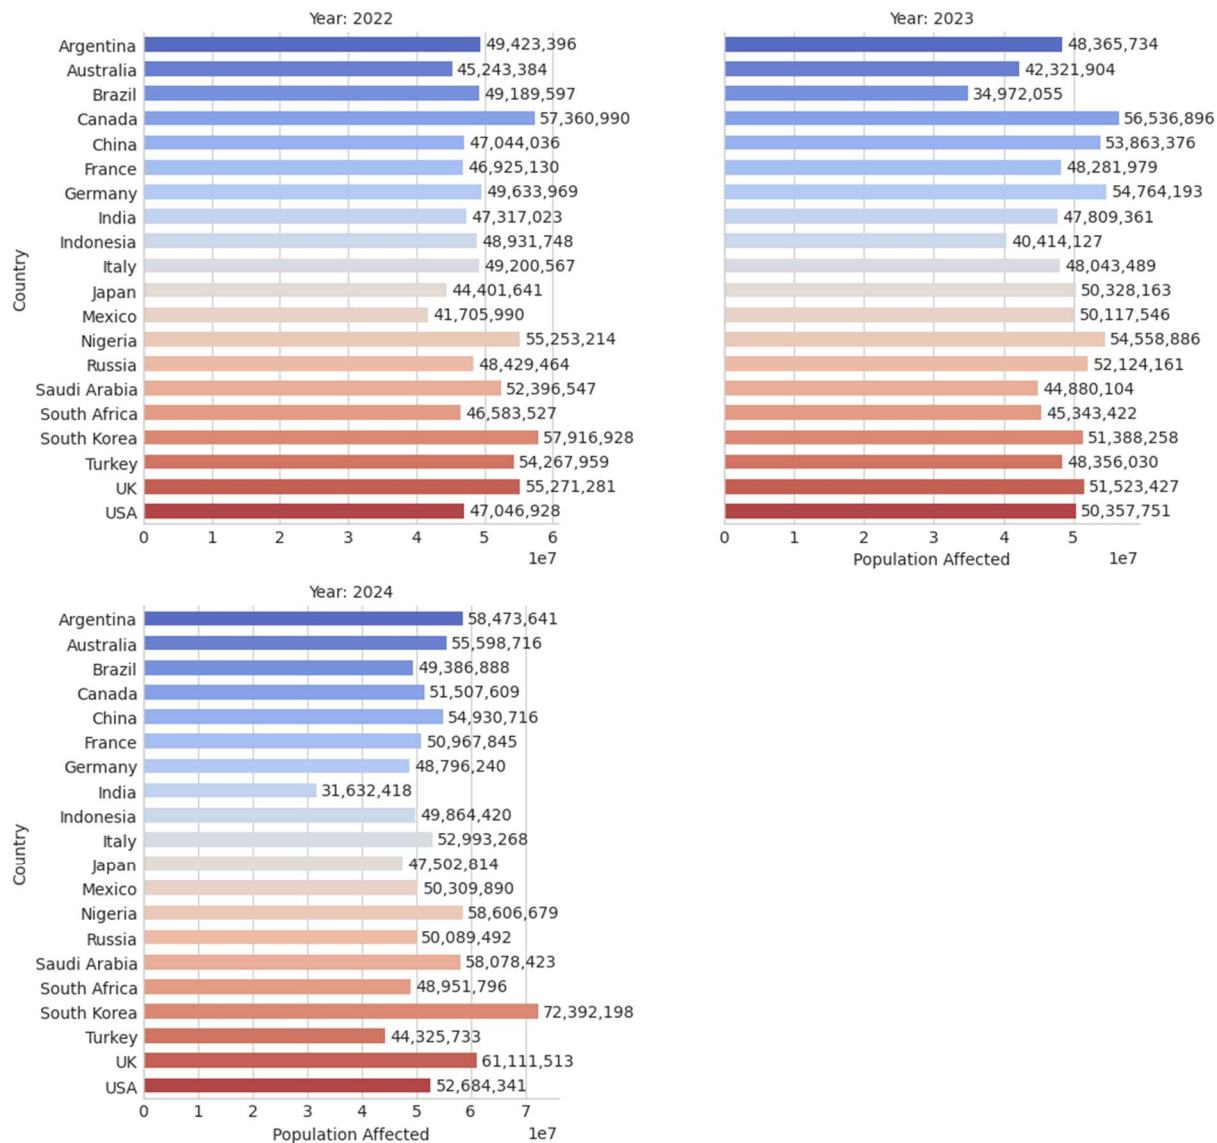 Year: 2022
Country
Argentina 49,423,396
Australia 45,243,384
Brazil 49,189,597
Canada 57,360,990
China 47,044,036
France 46,925,130
Germany 49,633,969
India 47,317,023
Indonesia 48,931,748
Italy 49,200,567
Japan 44,401,641
Mexico 41,705,990
Nigeria 55,253,214
Russia 48,429,464
Saudi Arabia 52,396,547
South Africa 46,583,527
South Korea 57,916,928
Turkey 54,267,959
UK 55,271,281
USA 47,046,928
0 1 2 3 4 5 6
1e7
Year: 2023
48,365,734
42,321,904
34,972,055
56,536,896
53,863,376
48,281,979
54,764,193
47,809,361
40,414,127
48,043,489
50,328,163
50,117,546
54,558,886
52,124,161
44,880,104
45,343,422
51,388,258
48,356,030
51,523,427
50,357,751
0 1 2 3 4 5
Population Affected 1e7
Year: 2024
Country
Argentina 58,473,641
Australia 55,598,716
Brazil 49,386,888
Canada 51,507,609
China 54,930,716
France 50,967,845
Germany 48,796,240
India 31,632,418
Indonesia 49,864,420
Italy 52,993,268
Japan 47,502,814
Mexico 50,309,890
Nigeria 58,606,679
Russia 50,089,492
Saudi Arabia 58,078,423
South Africa 48,951,796
South Korea 72,392,198
Turkey 44,325,733
UK 61,111,513
USA 52,684,341
0 1 2 3 4 5 6 7
Population Affected 1e7